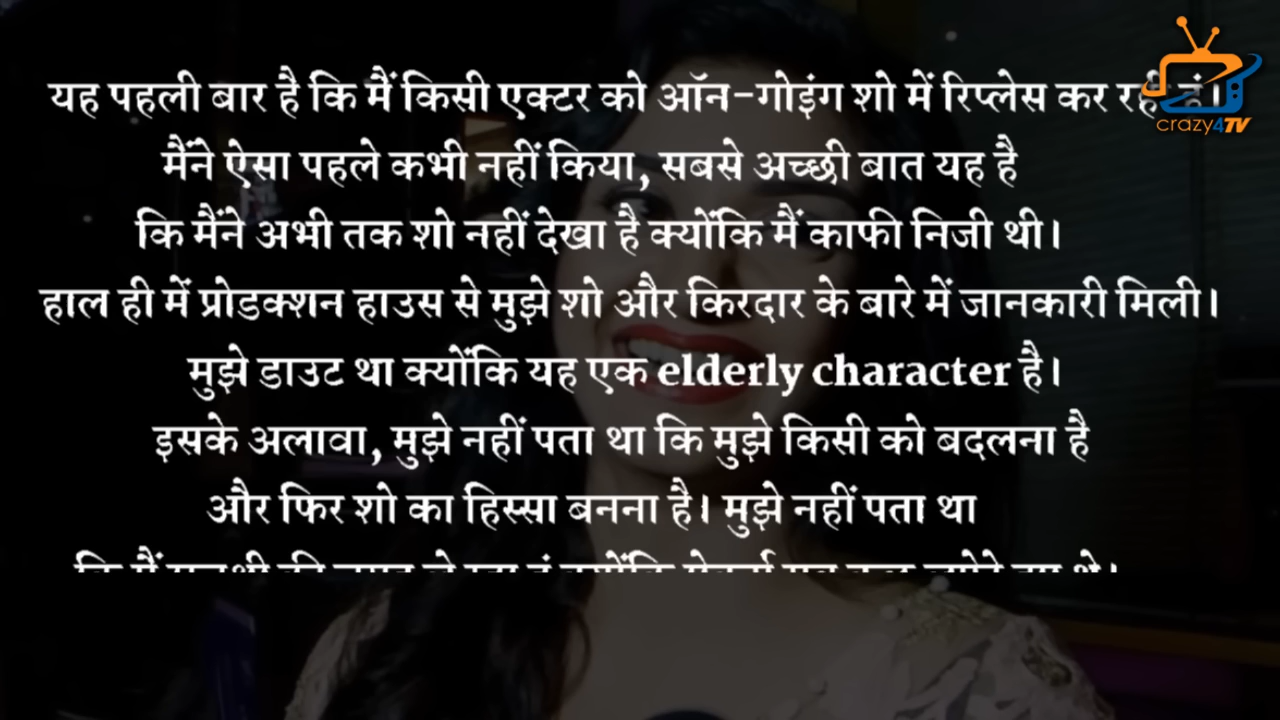 यह पहली बार है कि मैं किसी एक्टर को ऑन-गोइंग शो में रिप्लेस कर रही हूं।
मैंने ऐसा पहले कभी नहीं किया, सबसे अच्छी बात यह है
कि मैंने अभी तक शो नहीं देखा है क्योंकि मैं काफी निजी थी।
हाल ही में प्रोडक्शन हाउस से मुझे शो और किरदार के बारे में जानकारी मिली।
मुझे डाउट था क्योंकि यह एक elderly character है।
इसके अलावा, मुझे नहीं पता था कि मुझे किसी को बदलना है
और फिर शो का हिस्सा बनना है। मुझे नहीं पता था
कि मैं
crazy4TV